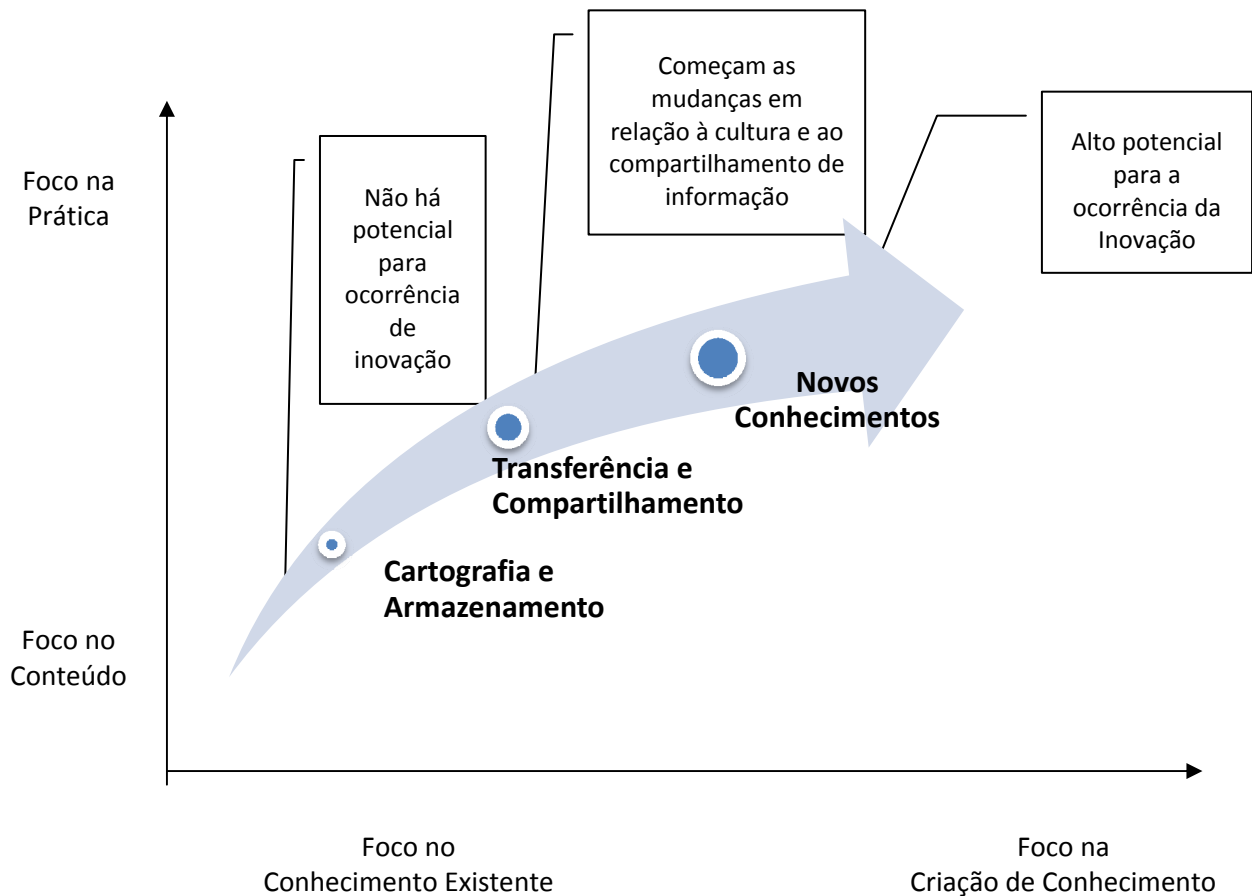 Começam as
mudanças em
relação à cultura e ao
compartilhamento de
informação
Alto potencial
para a
ocorrência da
Inovação
Não há
potencial
para
ocorrência
de
inovação
Foco na
Prática
Novos
Conhecimentos
Transferência e
Compartilhamento
Cartografia e
Armazenamento
Foco no
Conteúdo
Foco no
Conhecimento Existente
Foco na
Criação de Conhecimento